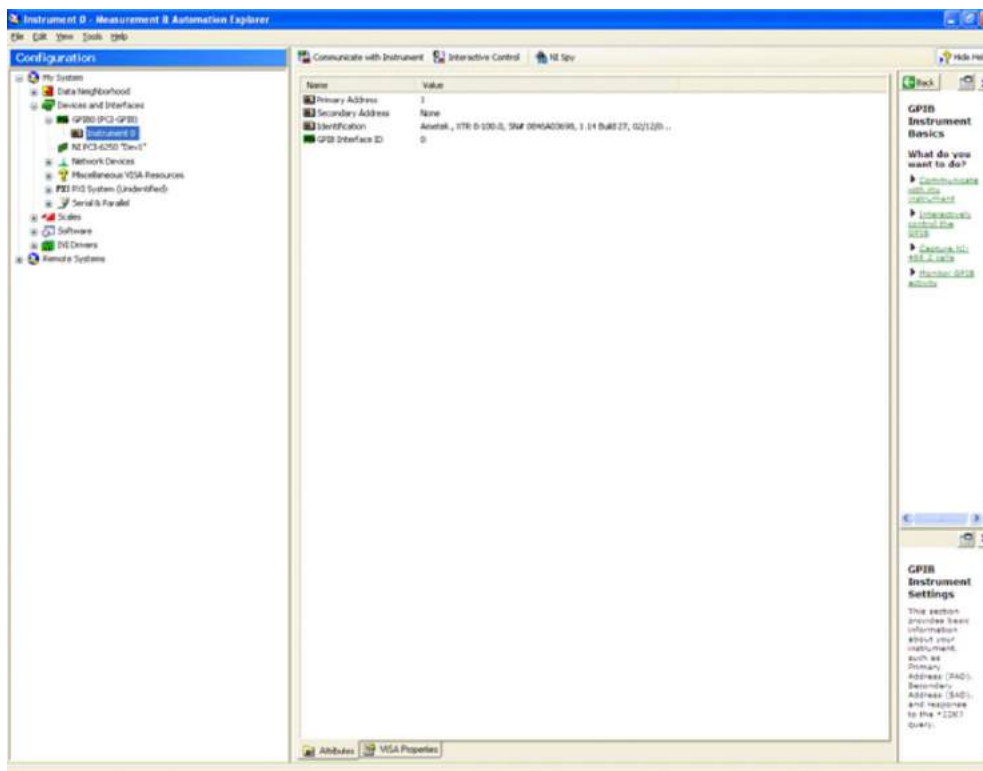 Instrument 0 - Measurement & Automation Explorer
File Edit View Tools Help
Configuration
My System
Data Neighborhood
Devices and Interfaces
GPIB0 (PCI-GPIB)
Instrument 0
NI PCI-6250 "Dev1"
Network Devices
Miscellaneous VISA Resources
PXI PXI System (Unidentified)
Serial & Parallel
Scales
Software
IVI Drivers
Remote Systems
Communicate with Instrument Interactive Control NI Spy
Name Value
Primary Address 1
Secondary Address None
Identification Ametek, 1.14 Build 27,
GPIB Interface ID 0
Attributes VISA Properties
Hide
Back
GPIB
Instrument
Basics
What do you
want to do?
Communicate
with my
instrument
Interactively
control the
GPIB
Capture NI-
488.2 calls
Monitor GPIB
activity
GPIB
Instrument
Settings
This section
provides basic
information
about your
instrument,
such as
Primary
Address (PAD),
Secondary
Address (SAD),
and response
to the
query.